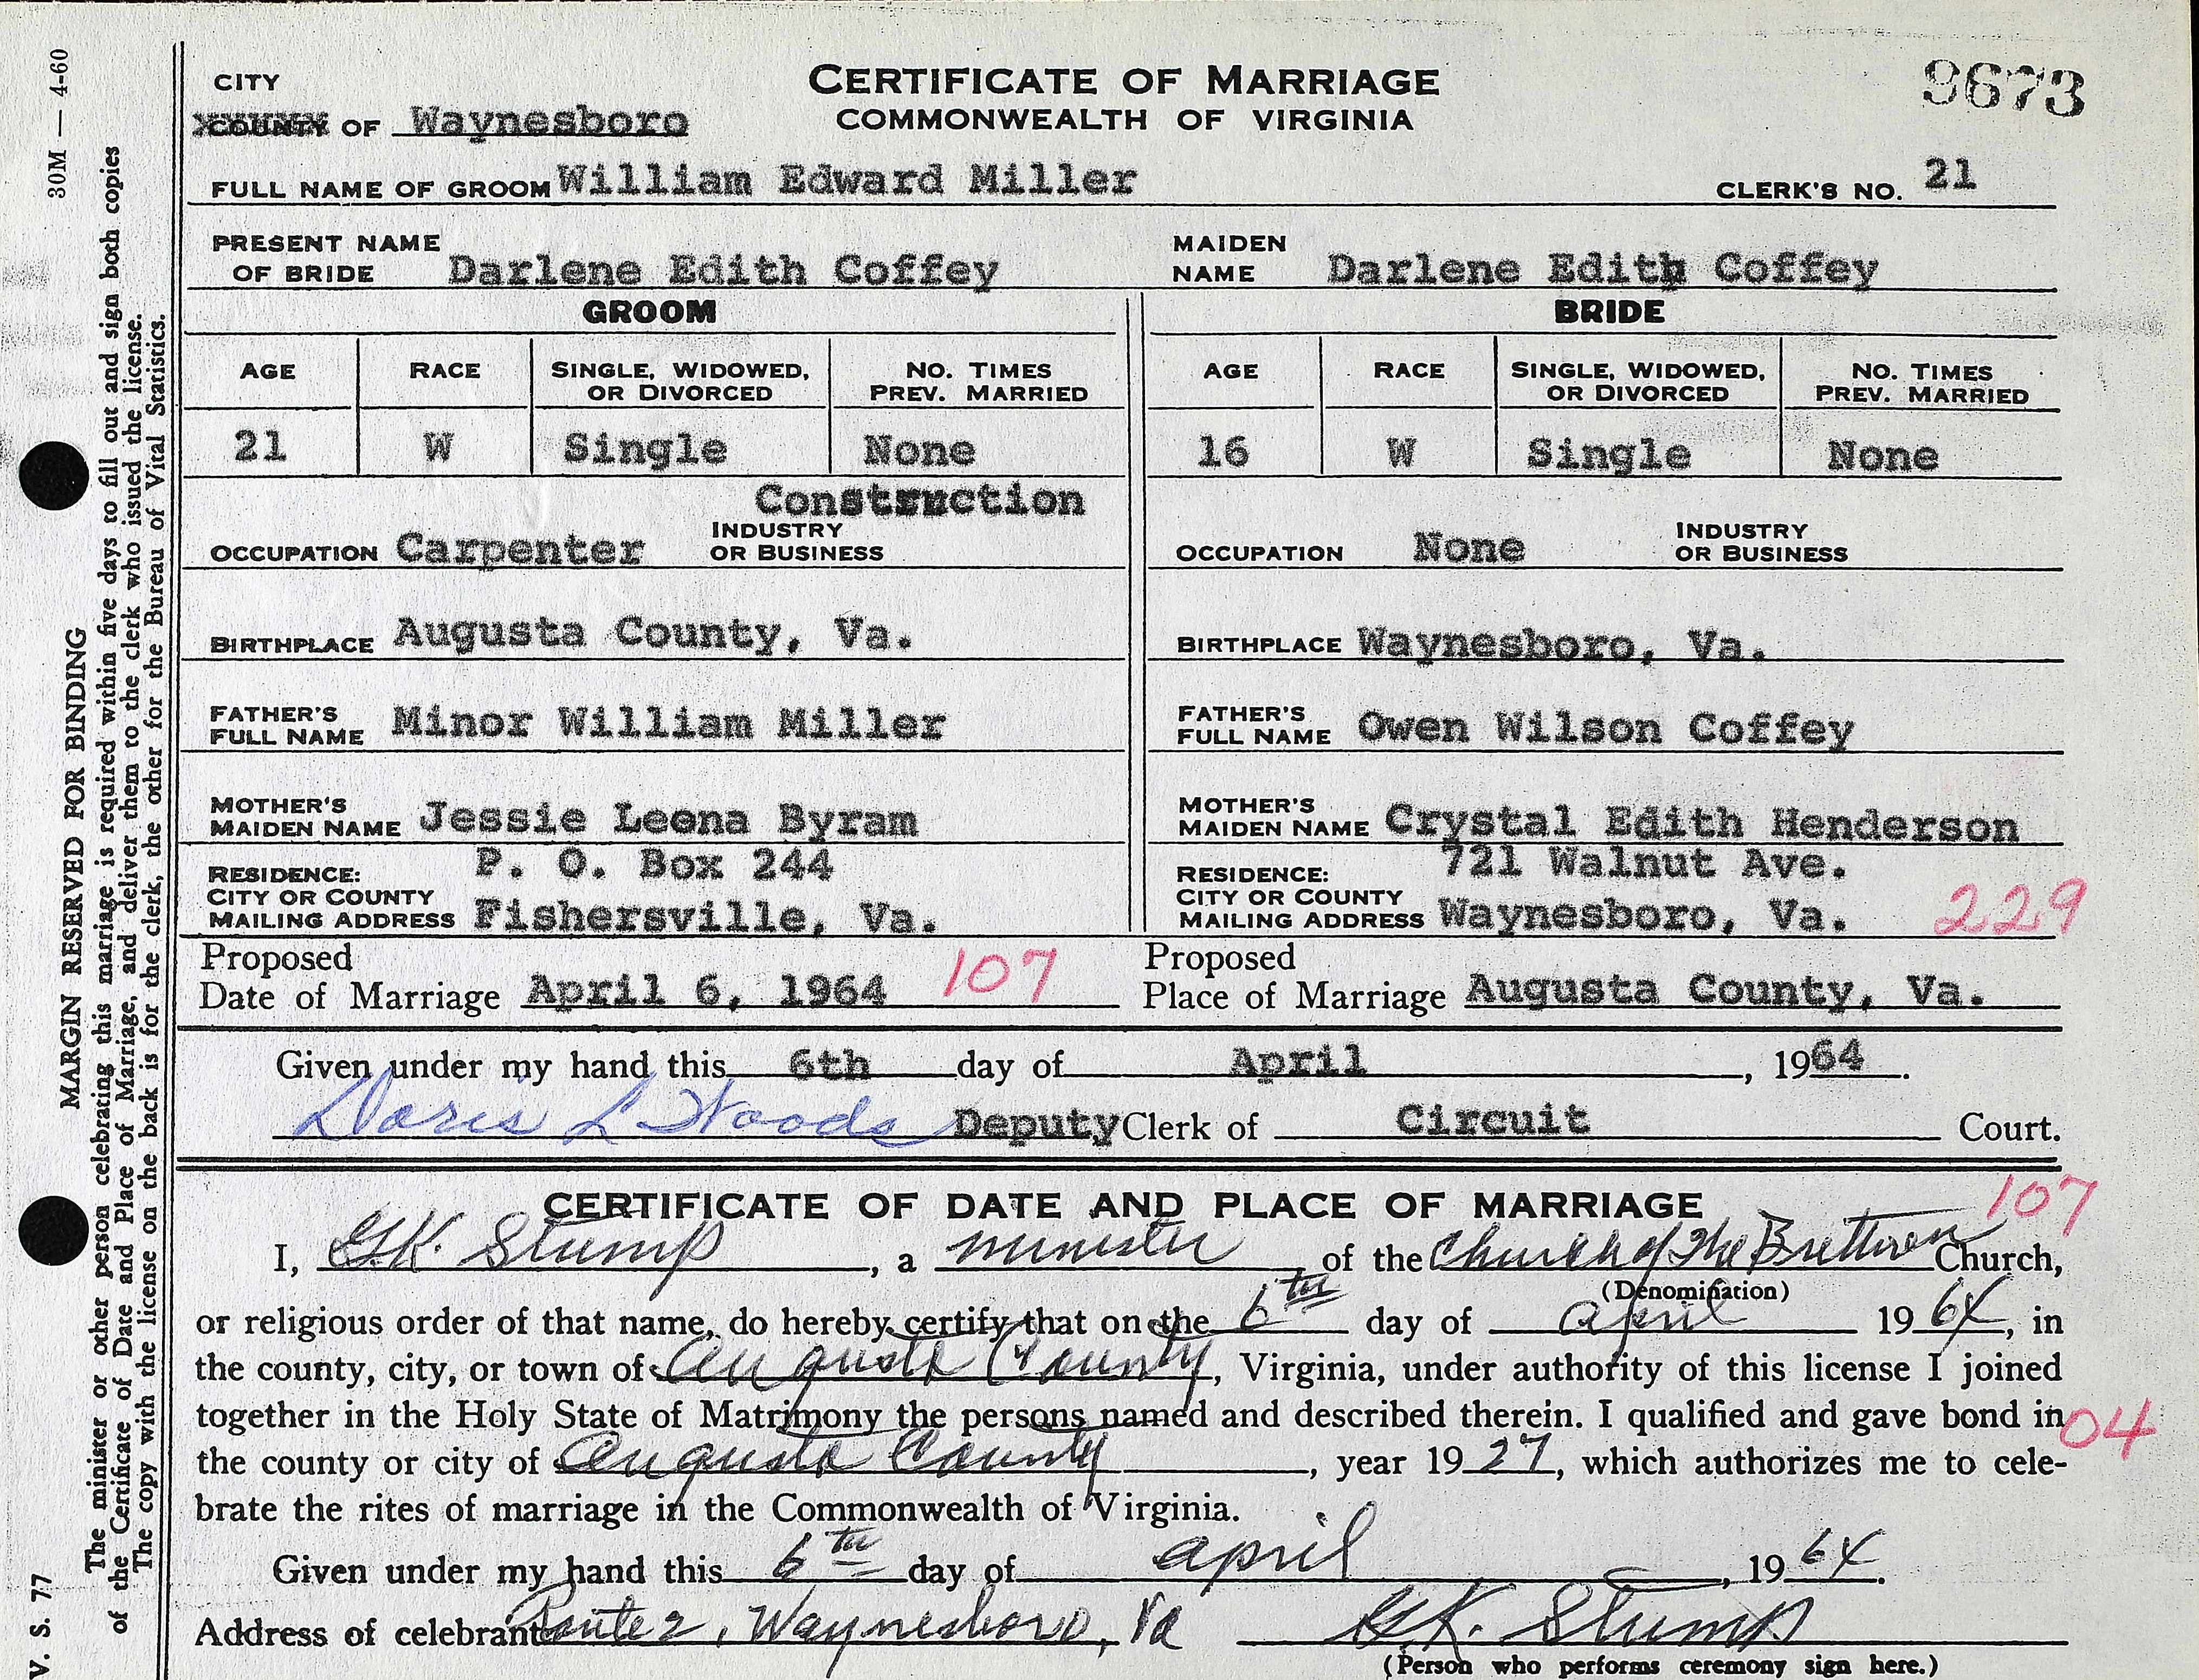 CITY
COUNTY OF Waynesboro
CERTIFICATE OF MARRIAGE
COMMONWEALTH OF VIRGINIA
9673
FULL NAME OF GROOM William Edward Miller CLERK'S NO. 21
PRESENT NAME OF BRIDE Darlene Edith Coffey MAIDEN NAME Darlene Edith Coffey
GROOM
AGE RACE SINGLE, WIDOWED, OR DIVORCED NO. TIMES PREV. MARRIED
21 W Single None
OCCUPATION Carpenter INDUSTRY OR BUSINESS Construction
BIRTHPLACE Augusta County, Va.
FATHER'S FULL NAME Minor William Miller
MOTHER'S MAIDEN NAME Jessie Leona Byram
RESIDENCE: P. O. Box 244
CITY OR COUNTY
MAILING ADDRESS Fishersville, Va.
BRIDE
AGE RACE SINGLE, WIDOWED, OR DIVORCED NO. TIMES PREV. MARRIED
16 W Single None
OCCUPATION None INDUSTRY OR BUSINESS
BIRTHPLACE Waynesboro, Va.
FATHER'S FULL NAME Owen Wilson Coffey
MOTHER'S MAIDEN NAME Crystal Edith Henderson
RESIDENCE: 721 Walnut Ave.
CITY OR COUNTY
MAILING ADDRESS Waynesboro, Va. 229
Proposed Date of Marriage April 6, 1964 107 Proposed Place of Marriage Augusta County, Va.
Given under my hand this 6th day of April, 1964.
Doris L Woods Deputy Clerk of Circuit Court.
CERTIFICATE OF DATE AND PLACE OF MARRIAGE 107
I, G.K. Stump, a minister of the Church of the Brethren Church,
(Denomination)
or religious order of that name, do hereby certify that on the 6th day of April 1964, in
the county, city, or town of Augusta County, Virginia, under authority of this license I joined
together in the Holy State of Matrimony the persons named and described therein. I qualified and gave bond in 04
the county or city of Augusta County, year 1927, which authorizes me to cele-
brate the rites of marriage in the Commonwealth of Virginia.
Given under my hand this 6th day of April, 1964.
Address of celebrant Route 2, Waynesboro, Va G.K. Stump
(Person who performs ceremony sign here.)
30M — 4-60
MARGIN RESERVED FOR BINDING
The minister or other person celebrating this marriage is required within five days to fill out and sign both copies
of the Certificate of Date and Place of Marriage, and deliver them to the clerk who issued the license.
The copy with the license on the back is for the clerk, the other for the Bureau of Vital Statistics.
V. S. 77